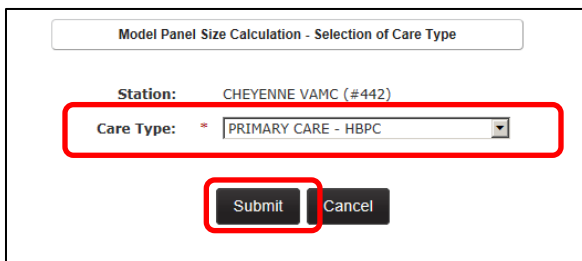 Model Panel Size Calculation - Selection of Care Type
Station: CHEYENNE VAMC (#442)
Care Type: * PRIMARY CARE - HBPC
Submit Cancel